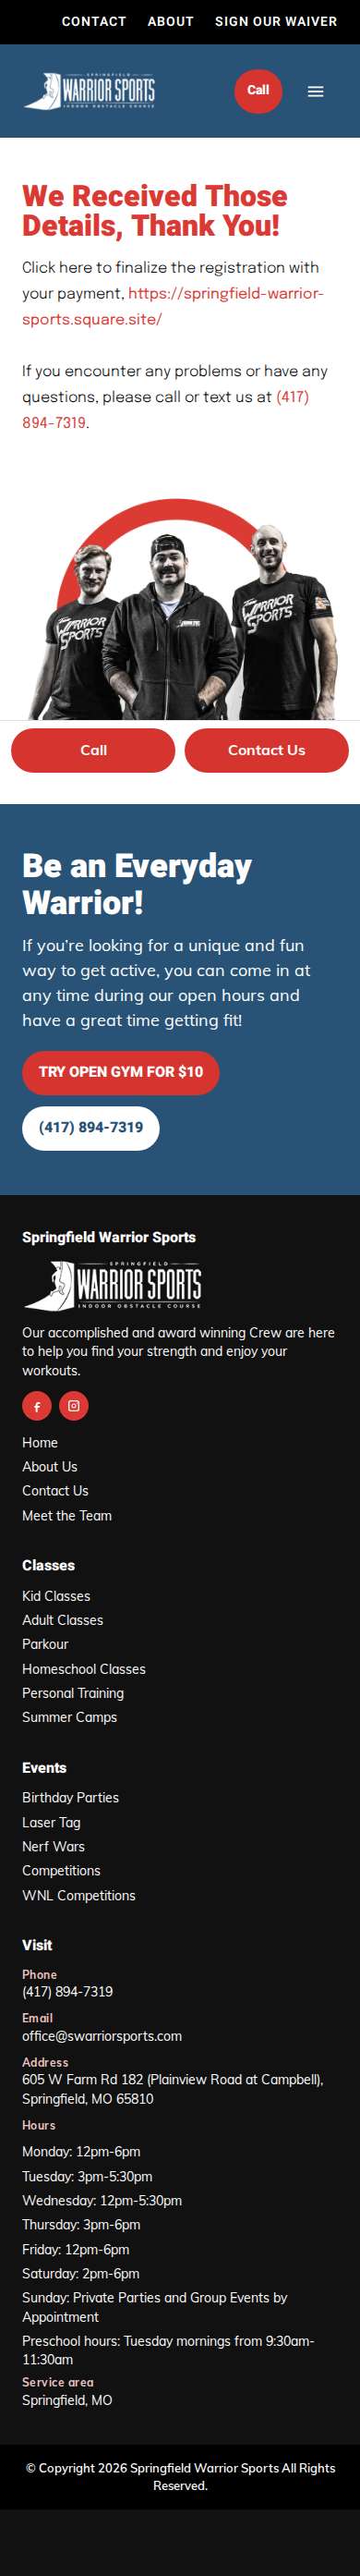 CONTACT ABOUT SIGN OUR WAIVER
SPRINGFIELD
WARRIOR SPORTS
INDOOR OBSTACLE COURSE
Call
We Received Those
Details, Thank You!
Click here to finalize the registration with
your payment, https://springfield-warrior-
sports.square.site/
If you encounter any problems or have any
questions, please call or text us at (417)
894-7319.
WARRIOR
SPORTS
WARRIOR
SPORTS
Call
Contact Us
Be an Everyday
Warrior!
If you're looking for a unique and fun
way to get active, you can come in at
any time during our open hours and
have a great time getting fit!
TRY OPEN GYM FOR $10
(417) 894-7319
Springfield Warrior Sports
SPRINGFIELD
WARRIOR SPORTS
INDOOR OBSTACLE COURSE
Our accomplished and award winning Crew are here
to help you find your strength and enjoy your
workouts.
Home
About Us
Contact Us
Meet the Team
Classes
Kid Classes
Adult Classes
Parkour
Homeschool Classes
Personal Training
Summer Camps
Events
Birthday Parties
Laser Tag
Nerf Wars
Competitions
WNL Competitions
Visit
Phone
(417) 894-7319
Email
office@swarriorsports.com
Address
605 W Farm Rd 182 (Plainview Road at Campbell),
Springfield, MO 65810
Hours
Monday: 12pm-6pm
Tuesday: 3pm-5:30pm
Wednesday: 12pm-5:30pm
Thursday: 3pm-6pm
Friday: 12pm-6pm
Saturday: 2pm-6pm
Sunday: Private Parties and Group Events by
Appointment
Preschool hours: Tuesday mornings from 9:30am-
11:30am
Service area
Springfield, MO
© Copyright 2026 Springfield Warrior Sports All Rights
Reserved.